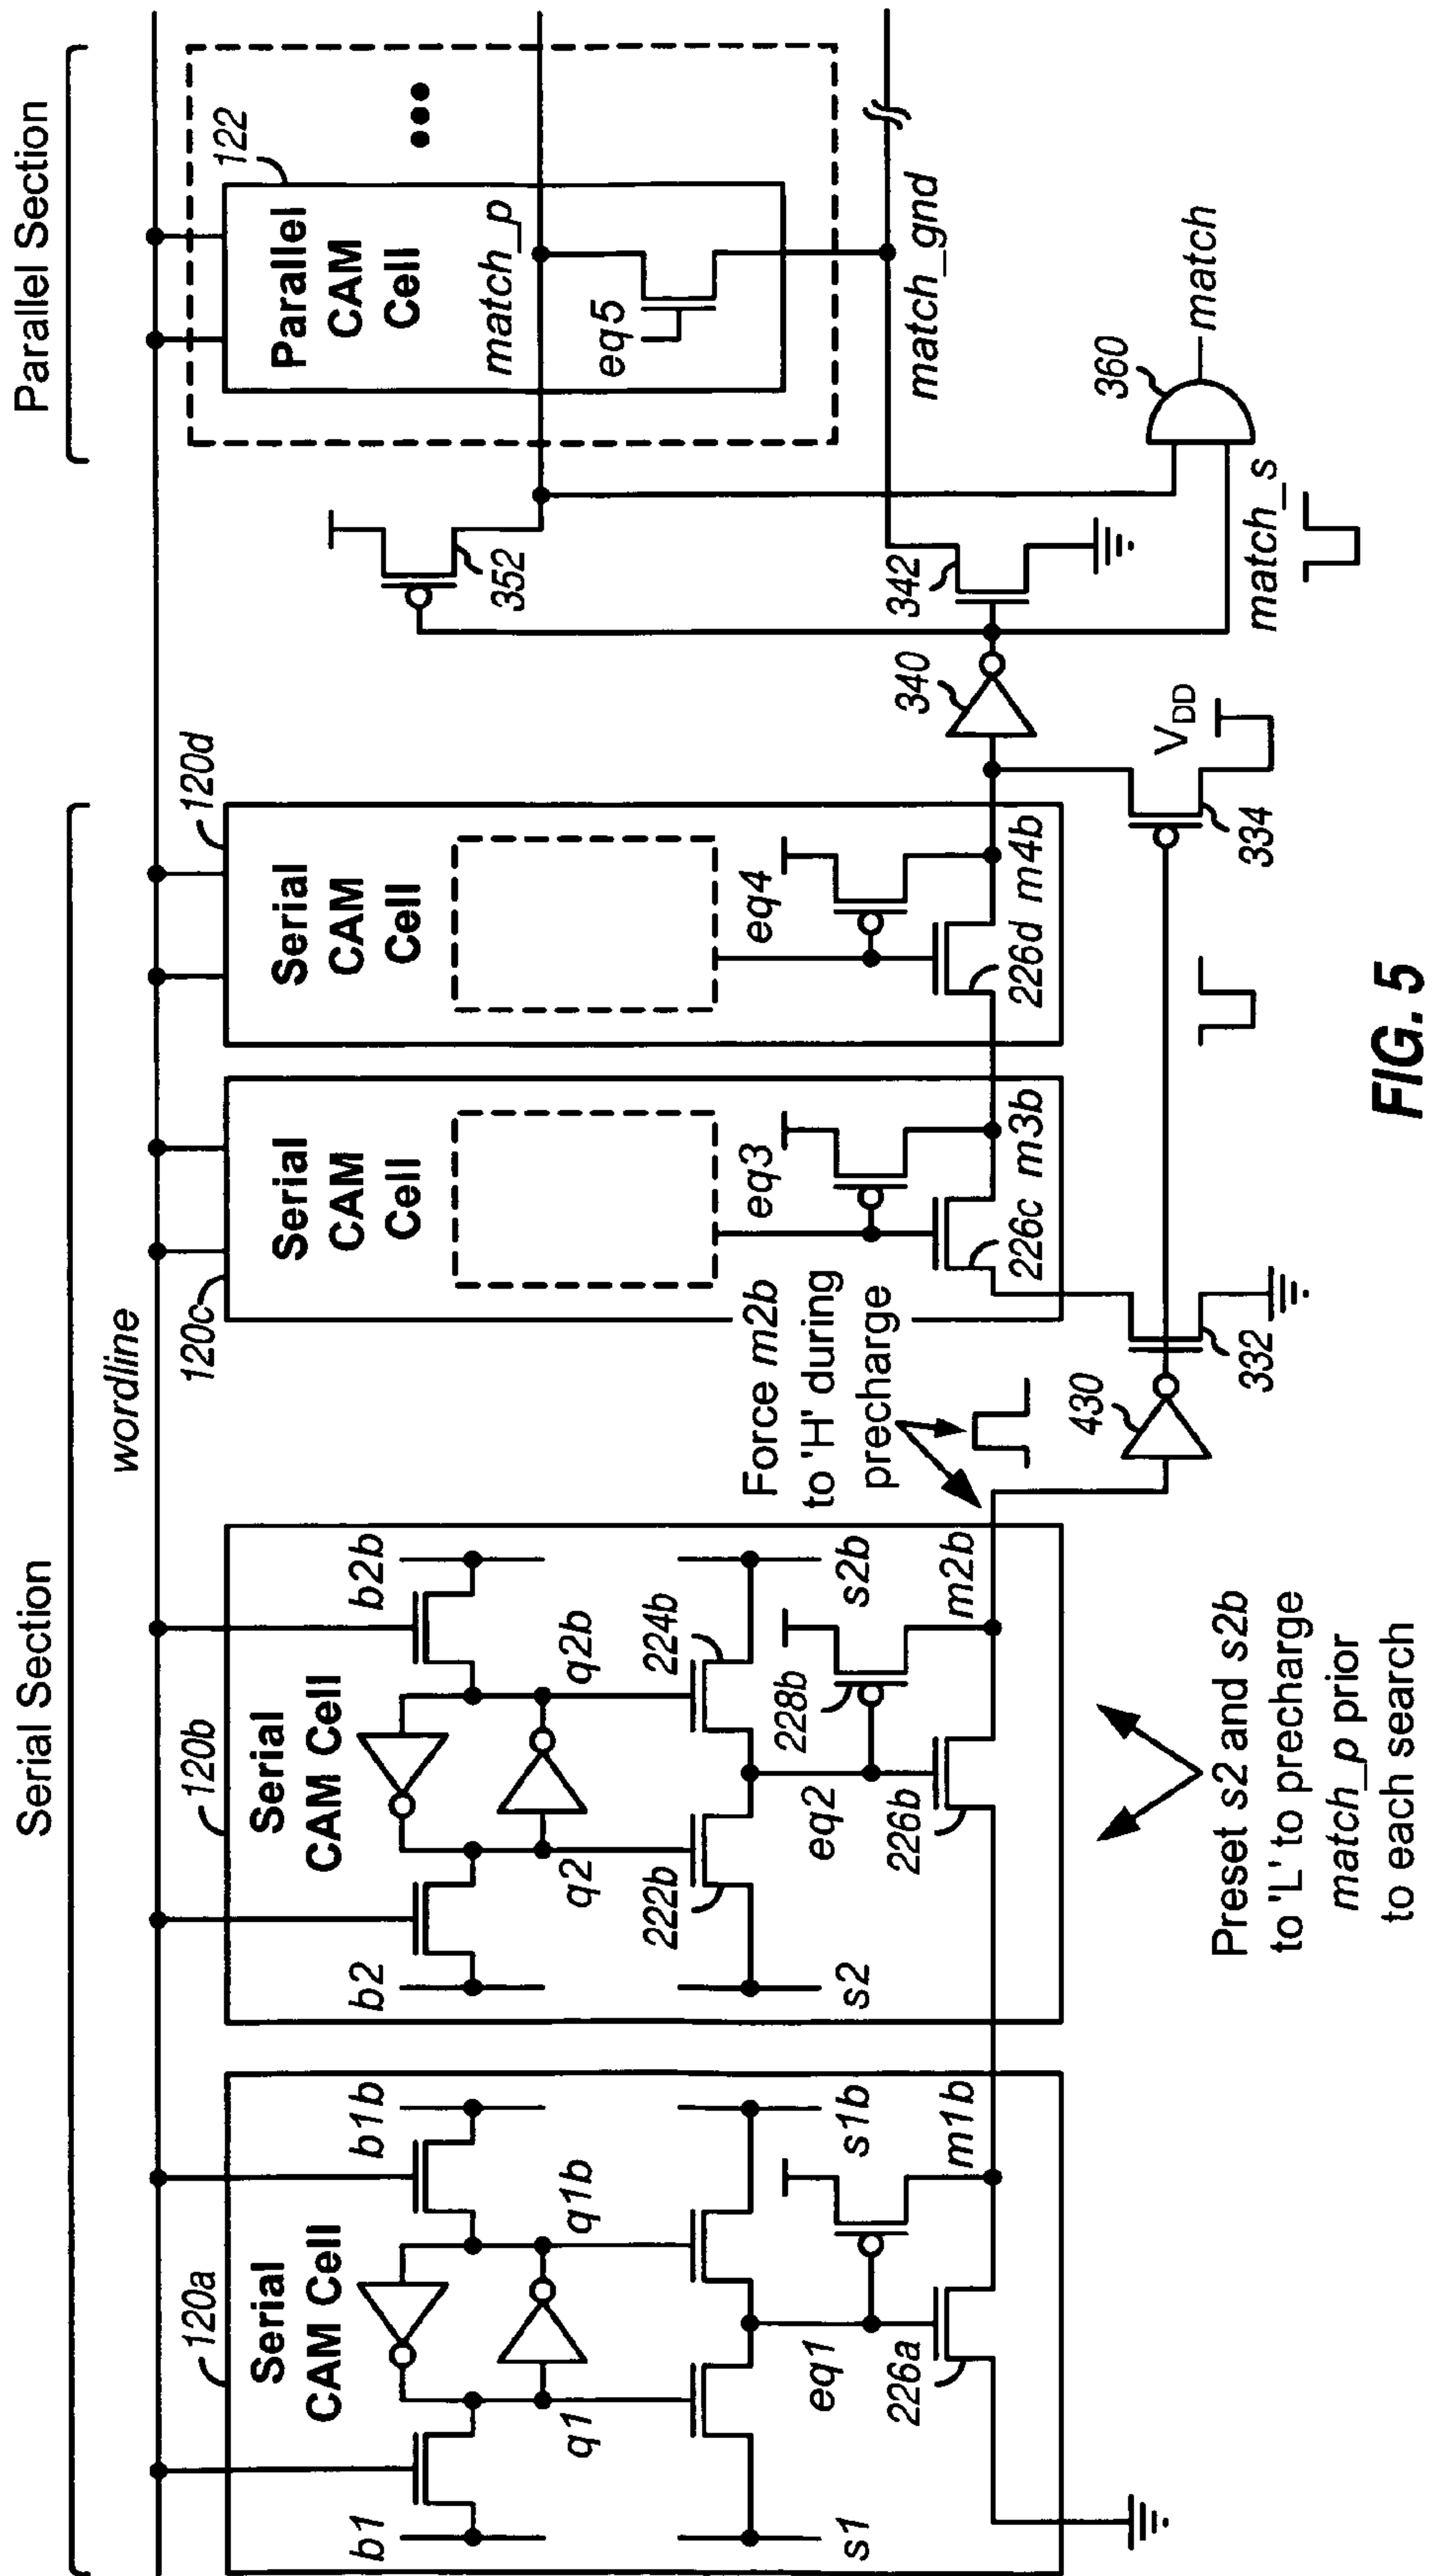 Serial Section
Parallel Section
wordline
120a
Serial
CAM Cell
b1
b1b
q1
q1b
s1
s1b
eq1
226a
m1b
120b
Serial
CAM Cell
b2
b2b
q2
q2b
222b
224b
s2
s2b
eq2
228b
226b
m2b
Preset s2 and s2b
to 'L' to precharge
match_p prior
to each search
Force m2b
to 'H' during
precharge
430
332
120c
Serial
CAM
Cell
eq3
226c
m3b
120d
Serial
CAM
Cell
eq4
226d
m4b
334
VDD
340
342
352
match_s
360
match
122
Parallel
CAM
Cell
match_p
eq5
match_gnd
FIG. 5